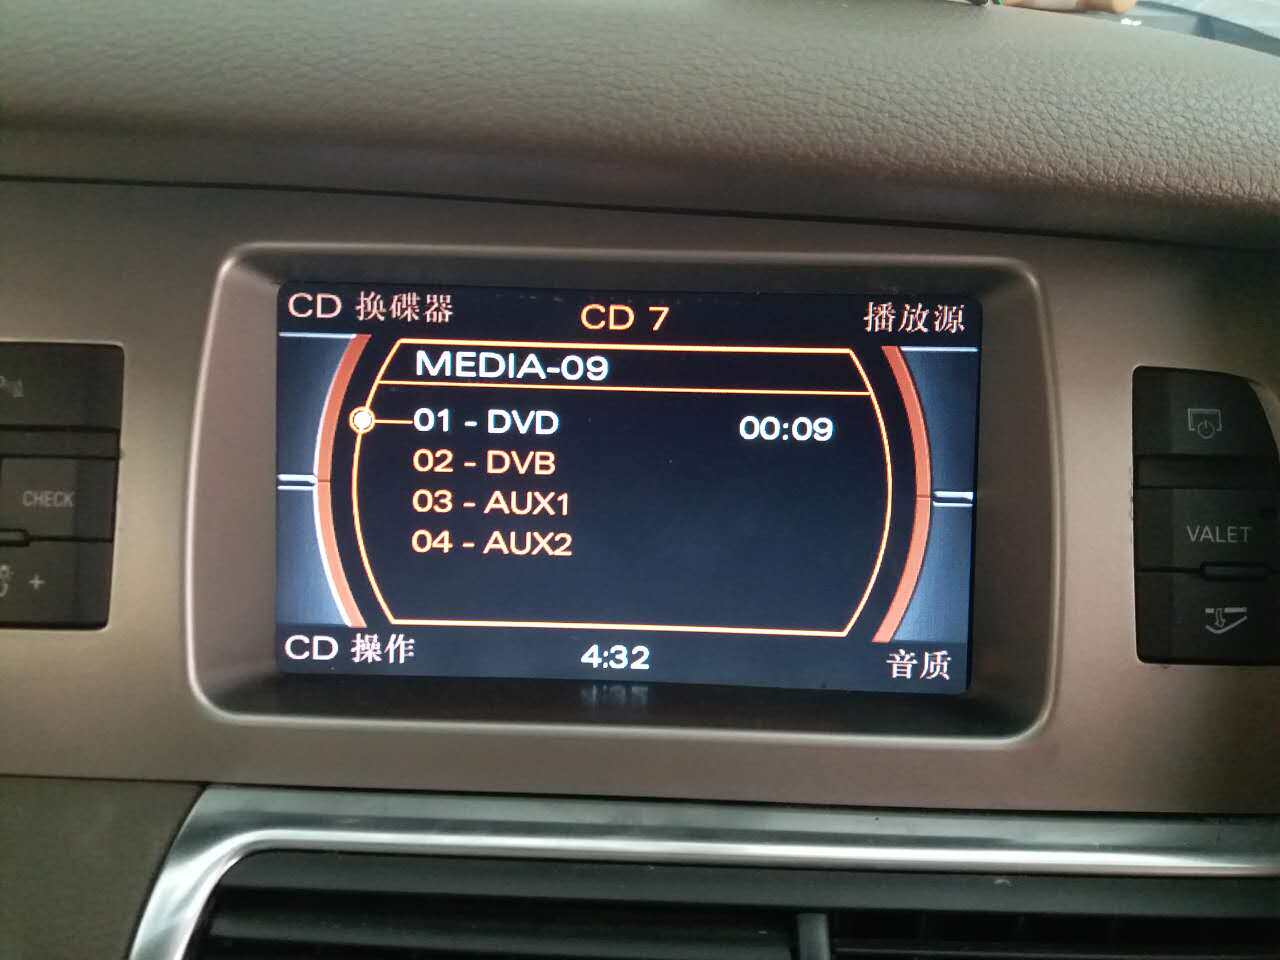 CD 换碟器
CD 7
播放源
MEDIA-09
01 - DVD
00:09
02 - DVB
03 - AUX1
04 - AUX2
CD 操作
4:32
音质
CHECK
+
VALET